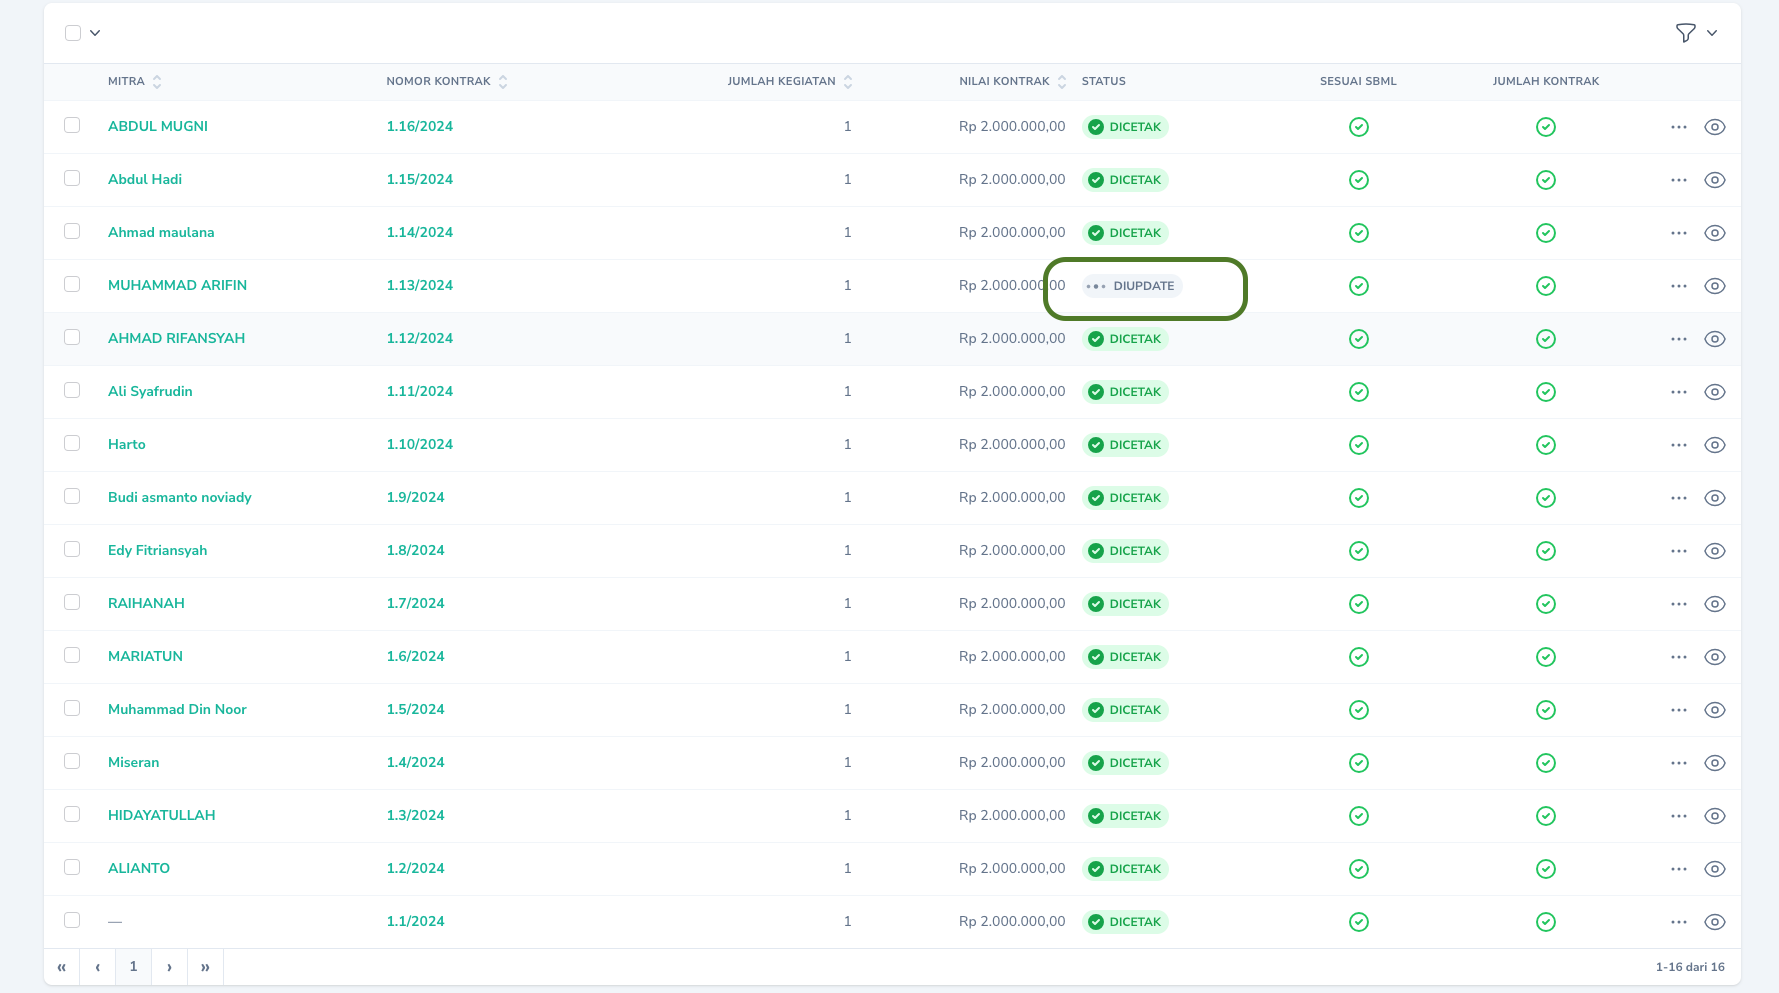 MITRA NOMOR KONTRAK JUMLAH KEGIATAN NILAI KONTRAK STATUS SESUAI SBML JUMLAH KONTRAK
ABDUL MUGNI 1.16/2024 1 Rp 2.000.000,00 DICETAK
Abdul Hadi 1.15/2024 1 Rp 2.000.000,00 DICETAK
Ahmad maulana 1.14/2024 1 Rp 2.000.000,00 DICETAK
MUHAMMAD ARIFIN 1.13/2024 1 Rp 2.000.000,00 DIUPDATE
AHMAD RIFANSYAH 1.12/2024 1 Rp 2.000.000,00 DICETAK
Ali Syafrudin 1.11/2024 1 Rp 2.000.000,00 DICETAK
Harto 1.10/2024 1 Rp 2.000.000,00 DICETAK
Budi asmanto noviady 1.9/2024 1 Rp 2.000.000,00 DICETAK
Edy Fitriansyah 1.8/2024 1 Rp 2.000.000,00 DICETAK
RAIHANAH 1.7/2024 1 Rp 2.000.000,00 DICETAK
MARIATUN 1.6/2024 1 Rp 2.000.000,00 DICETAK
Muhammad Din Noor 1.5/2024 1 Rp 2.000.000,00 DICETAK
Miseran 1.4/2024 1 Rp 2.000.000,00 DICETAK
HIDAYATULLAH 1.3/2024 1 Rp 2.000.000,00 DICETAK
ALIANTO 1.2/2024 1 Rp 2.000.000,00 DICETAK
— 1.1/2024 1 Rp 2.000.000,00 DICETAK
« ‹ 1 › » 1-16 dari 16